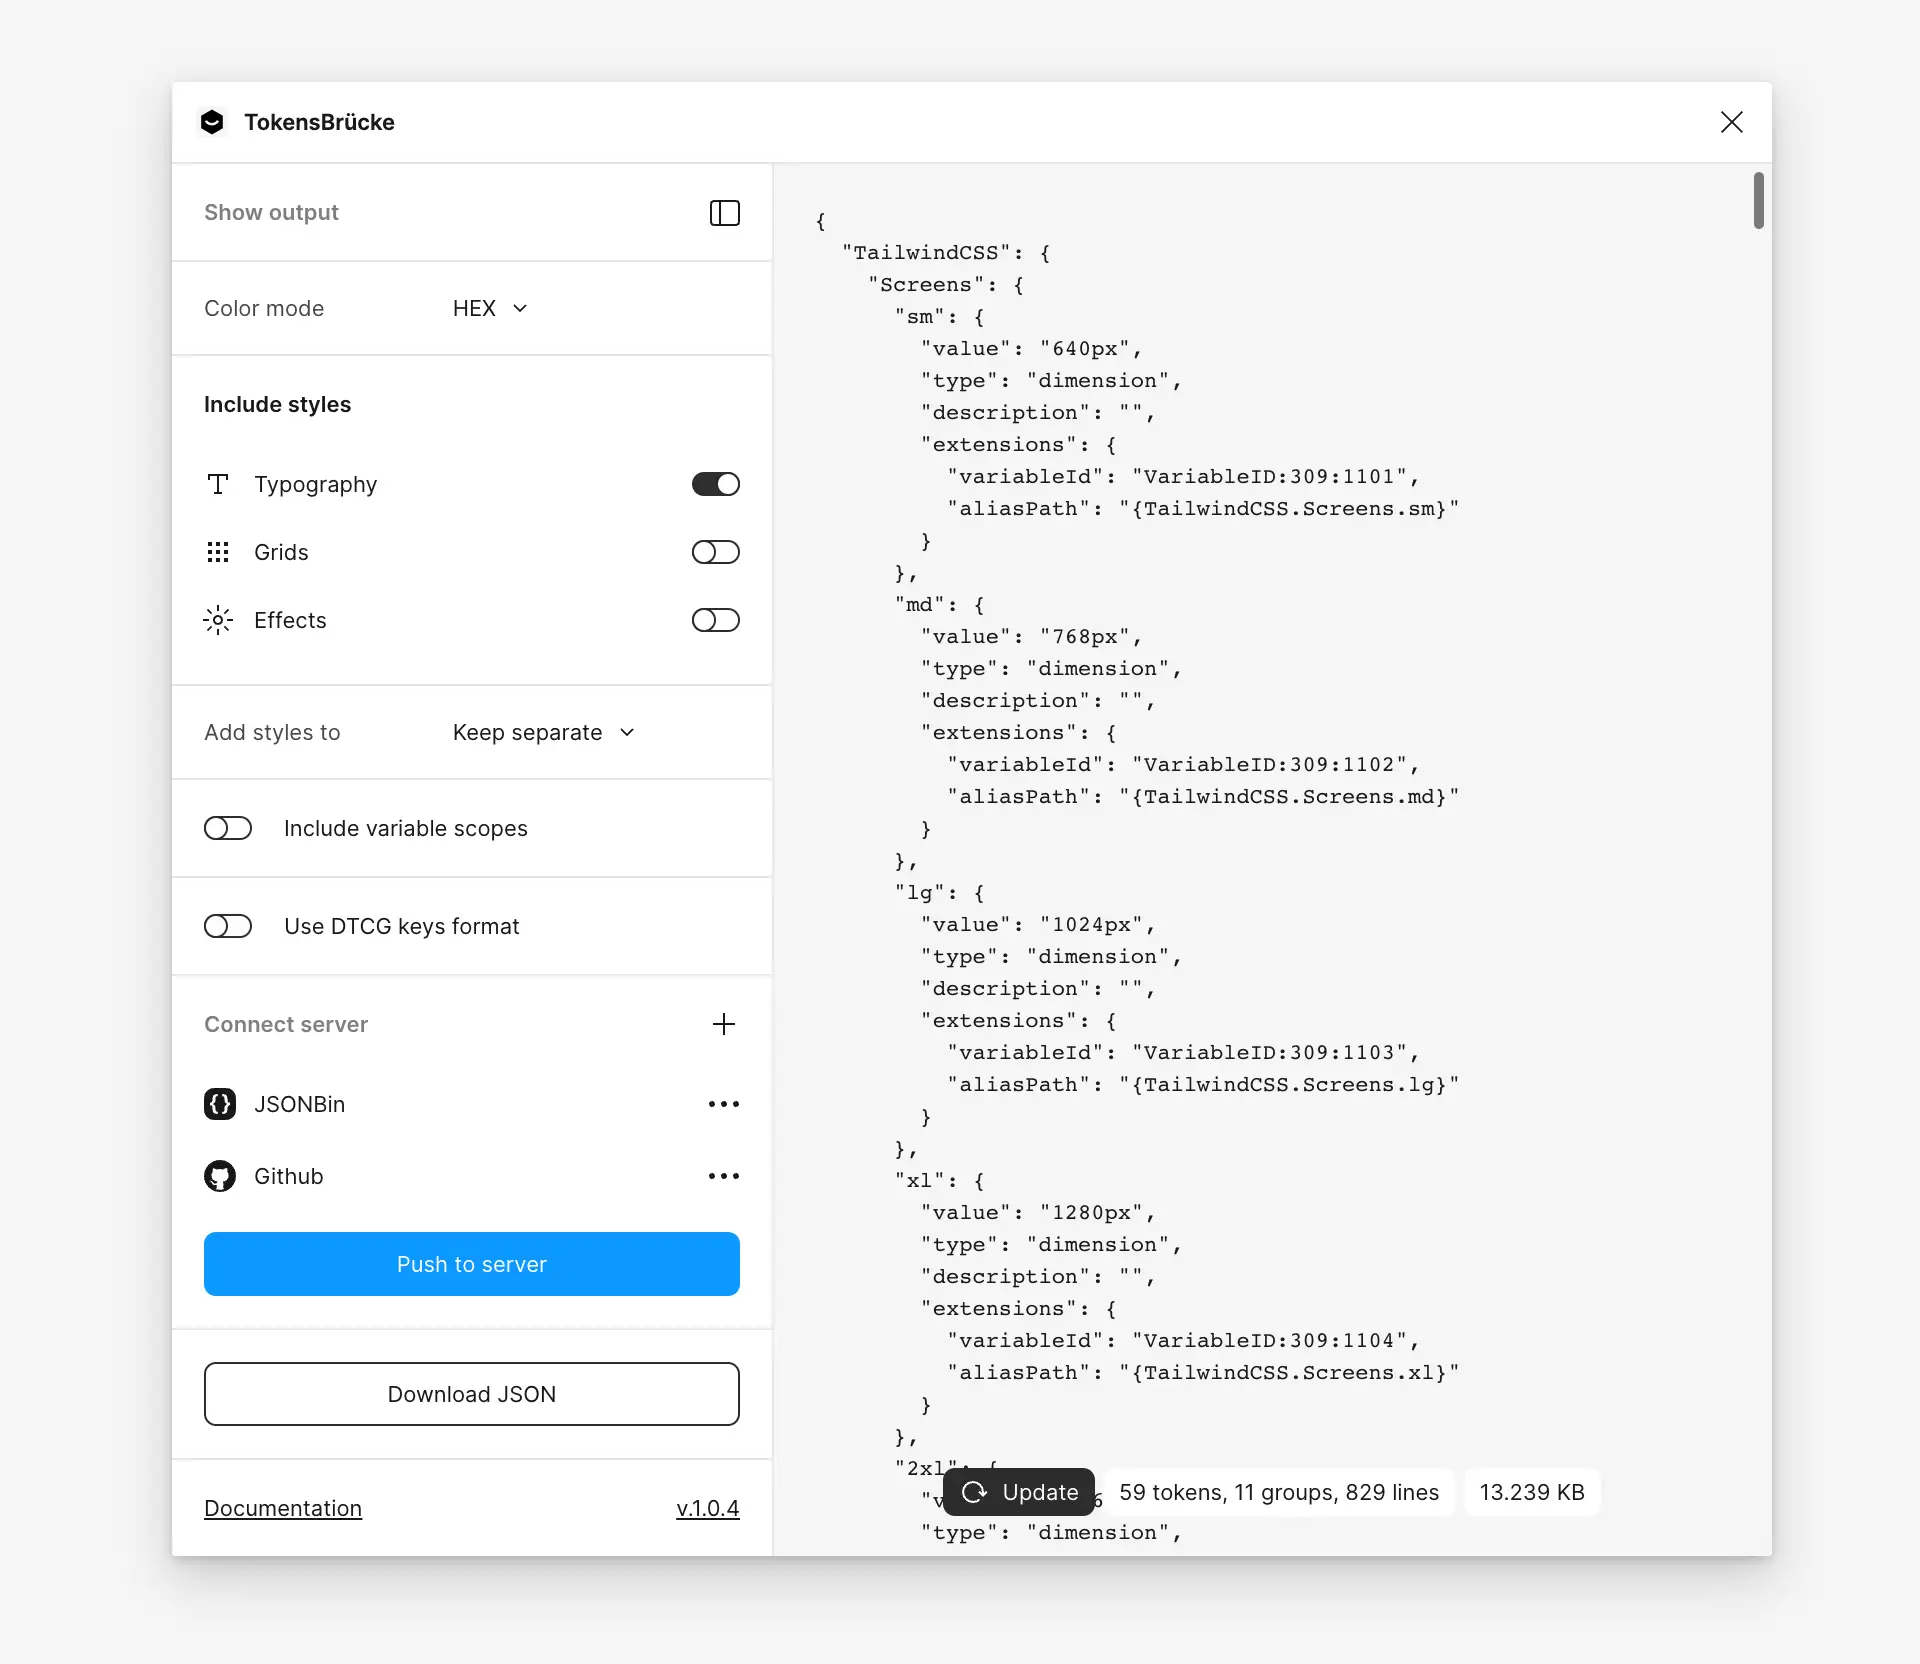 TokensBrücke
Show output
Color mode HEX
Include styles
Typography
Grids
Effects
Add styles to Keep separate
Include variable scopes
Use DTCG keys format
Connect server
JSONBin
Github
Push to server
Download JSON
Documentation v.1.0.4
{
"TailwindCSS": {
"Screens": {
"sm": {
"value": "640px",
"type": "dimension",
"description": "",
"extensions": {
"variableId": "VariableID:309:1101",
"aliasPath": "{TailwindCSS.Screens.sm}"
}
},
"md": {
"value": "768px",
"type": "dimension",
"description": "",
"extensions": {
"variableId": "VariableID:309:1102",
"aliasPath": "{TailwindCSS.Screens.md}"
}
},
"lg": {
"value": "1024px",
"type": "dimension",
"description": "",
"extensions": {
"variableId": "VariableID:309:1103",
"aliasPath": "{TailwindCSS.Screens.lg}"
}
},
"xl": {
"value": "1280px",
"type": "dimension",
"description": "",
"extensions": {
"variableId": "VariableID:309:1104",
"aliasPath": "{TailwindCSS.Screens.xl}"
}
},
"2xl": {
Update 59 tokens, 11 groups, 829 lines 13.239 KB
"type": "dimension",